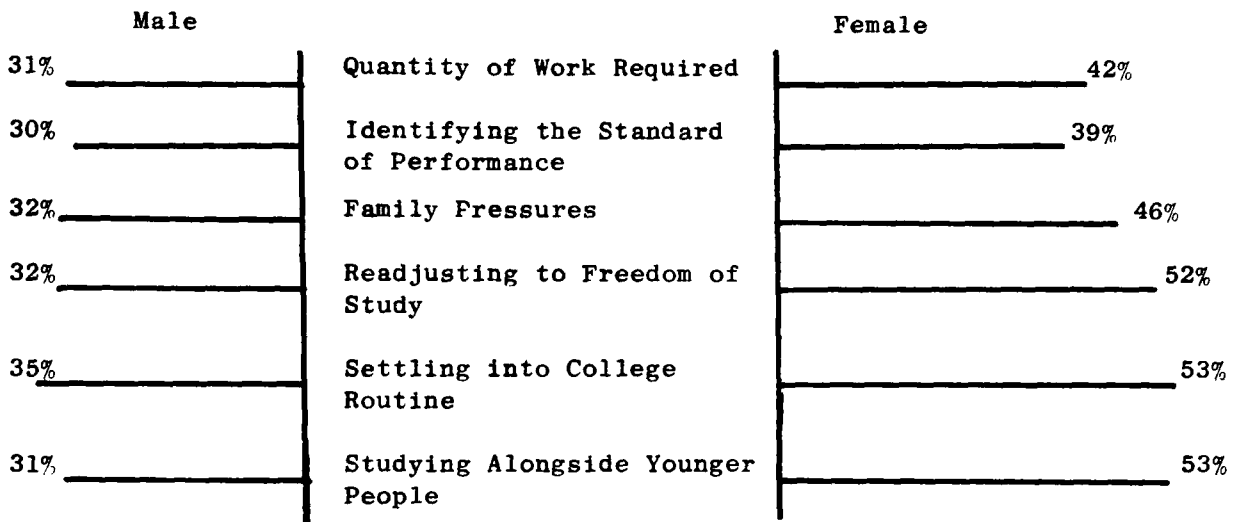 Male Female
31% Quantity of Work Required 42%
30% Identifying the Standard 39%
of Performance
32% Family Pressures 46%
32% Readjusting to Freedom of 52%
Study
35% Settling into College 53%
Routine
31% Studying Alongside Younger 53%
People